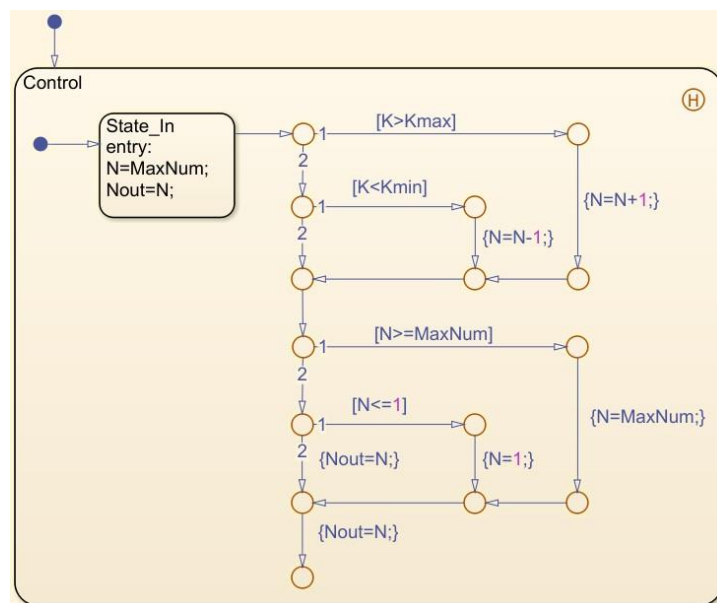 Control
H
State_In
entry:
N=MaxNum;
Nout=N;
1
[K>Kmax]
2
[K<Kmin]
1
{N=N+1;}
2
{N=N-1;}
[N>=MaxNum]
1
2
[N<=1]
1
{N=MaxNum;}
2
{Nout=N;}
{N=1;}
{Nout=N;}